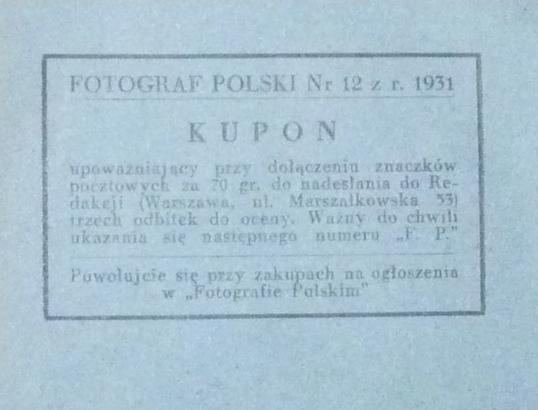 FOTOGRAF POLSKI Nr 12 z r. 1931
KUPON
upoważniający przy dołączeniu znaczków
pocztowych za 70 gr. do nadesłania do Re-
dakcji (Warszawa, ul. Marszałkowska 53)
trzech odbitek do oceny. Ważny do chwili
ukazania się następnego numeru „F. P."
Powołujcie się przy zakupach na ogłoszenia
w „Fotografie Polskim"